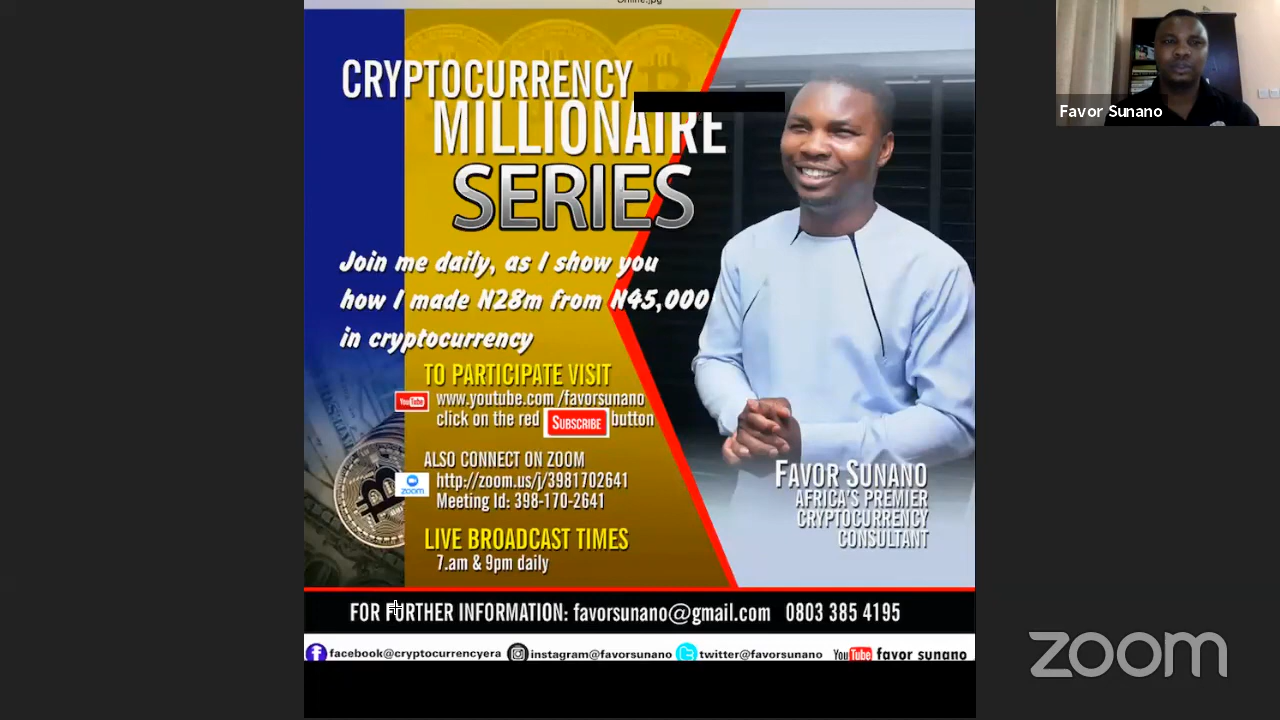 Online.jpg
CRYPTOCURRENCY
MILLIONAIRE
SERIES
Join me daily, as I show you
how I made N28m from N45,000
in cryptocurrency
TO PARTICIPATE VISIT
YouTube www.youtube.com /favorsunano
click on the red SUBSCRIBE button
ALSO CONNECT ON ZOOM
zoom http://zoom.us/j/3981702641
Meeting Id: 398-170-2641
LIVE BROADCAST TIMES
7.am & 9pm daily
FAVOR SUNANO
AFRICA'S PREMIER
CRYPTOCURRENCY
CONSULTANT
FOR FURTHER INFORMATION: favorsunano@gmail.com 0803 385 4195
facebook@cryptocurrencyera instagram@favorsunano twitter@favorsunano YouTube favor sunano
Favor Sunano
zoom